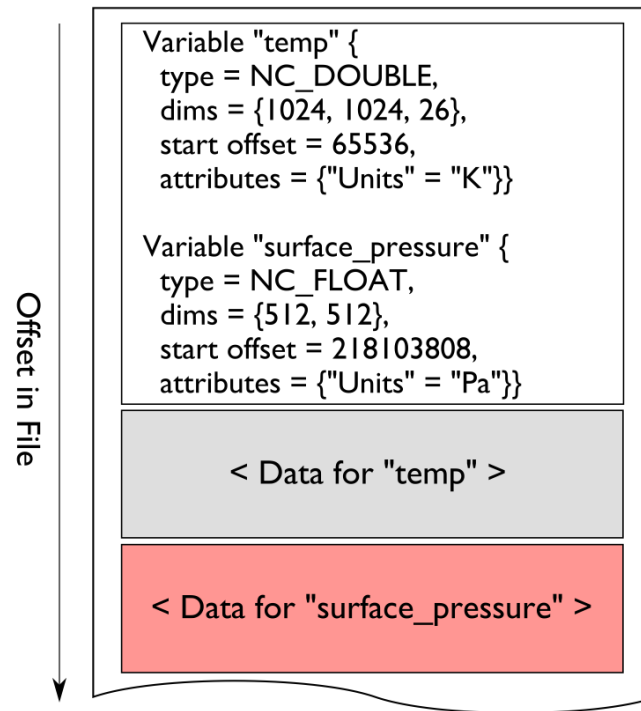 Variable "temp" {
type = NC_DOUBLE,
dims = {1024, 1024, 26},
start offset = 65536,
attributes = {"Units" = "K"}}
Variable "surface_pressure" {
type = NC_FLOAT,
dims = {512, 512},
start offset = 218103808,
attributes = {"Units" = "Pa"}}
Offset in File
< Data for "temp" >
< Data for "surface_pressure" >